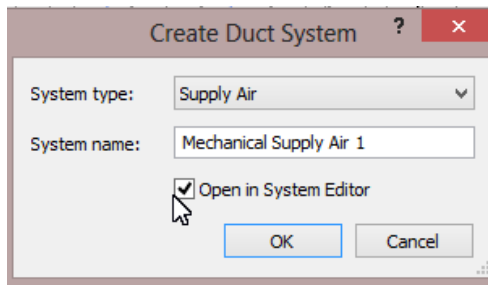 Create Duct System ?
System type: Supply Air
System name: Mechanical Supply Air 1
Open in System Editor
OK Cancel